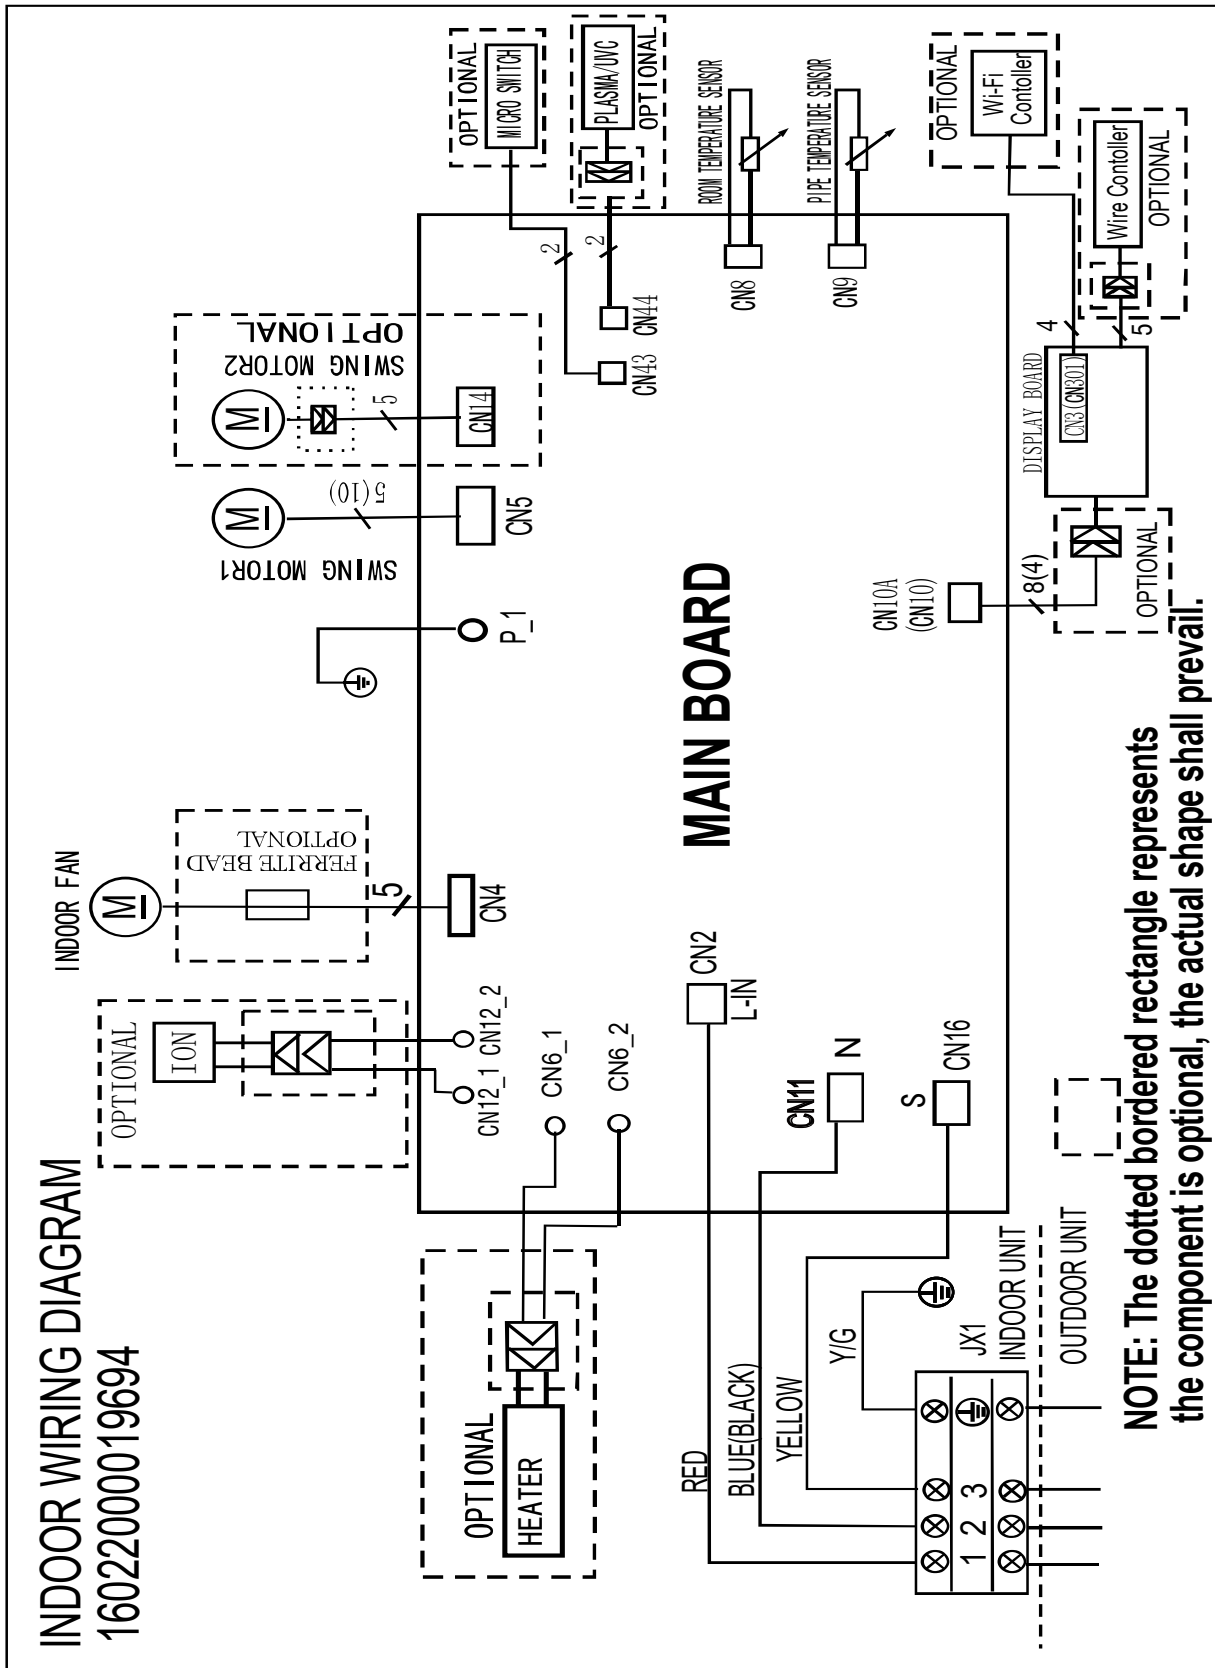 INDOOR WIRING DIAGRAM
16022000019694
OPTIONAL
ION
CN12_1
CN12_2
INDOOR FAN
M
FERRITE BEAD
OPTIONAL
5
CN4
P_1
SWING MOTOR1
M
5(10)
CN5
OPTIONAL
SWING MOTOR2
M
5
CN14
OPTIONAL
MICRO SWITCH
2
CN43
PLASMA/UVC
OPTIONAL
2
CN44
ROOM TEMPERATURE SENSOR
CN8
PIPE TEMPERATURE SENSOR
CN9
OPTIONAL
Wi-Fi
Contoller
Wire Contoller
OPTIONAL
4
5
DISPLAY BOARD
CN3(CN301)
OPTIONAL
8(4)
CN10A
(CN10)
MAIN BOARD
CN6_1
CN6_2
OPTIONAL
HEATER
CN2
L-IN
CN11
N
S
CN16
RED
BLUE(BLACK)
YELLOW
Y/G
1 2 3
JX1
INDOOR UNIT
OUTDOOR UNIT
NOTE: The dotted bordered rectangle represents
the component is optional, the actual shape shall prevail.